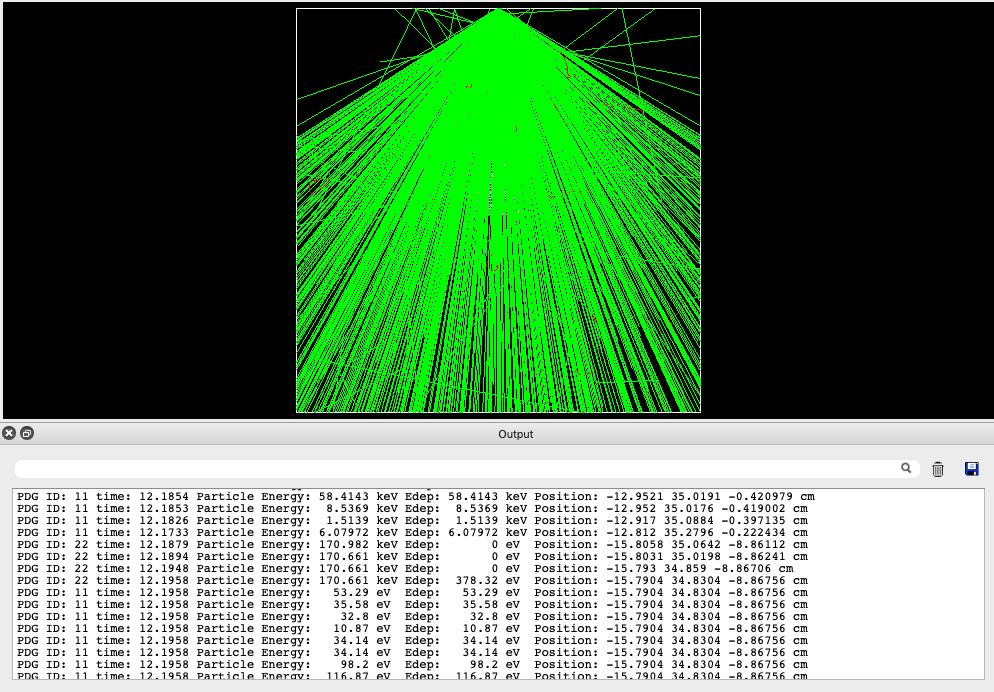 Output
PDG ID: 11 time: 12.1854 Particle Energy: 58.4143 keV Edep: 58.4143 keV Position: -12.9521 35.0191 -0.420979 cm
PDG ID: 11 time: 12.1853 Particle Energy: 8.5369 keV Edep: 8.5369 keV Position: -12.952 35.0176 -0.419002 cm
PDG ID: 11 time: 12.1826 Particle Energy: 1.5139 keV Edep: 1.5139 keV Position: -12.917 35.0884 -0.397135 cm
PDG ID: 11 time: 12.1733 Particle Energy: 6.07972 keV Edep: 6.07972 keV Position: -12.812 35.2796 -0.222434 cm
PDG ID: 22 time: 12.1879 Particle Energy: 170.982 keV Edep: 0 eV Position: -15.8058 35.0642 -8.86112 cm
PDG ID: 22 time: 12.1894 Particle Energy: 170.661 keV Edep: 0 eV Position: -15.8031 35.0198 -8.86241 cm
PDG ID: 22 time: 12.1948 Particle Energy: 170.661 keV Edep: 0 eV Position: -15.793 34.859 -8.86706 cm
PDG ID: 22 time: 12.1958 Particle Energy: 170.661 keV Edep: 378.32 eV Position: -15.7904 34.8304 -8.86756 cm
PDG ID: 11 time: 12.1958 Particle Energy: 53.29 eV Edep: 53.29 eV Position: -15.7904 34.8304 -8.86756 cm
PDG ID: 11 time: 12.1958 Particle Energy: 35.58 eV Edep: 35.58 eV Position: -15.7904 34.8304 -8.86756 cm
PDG ID: 11 time: 12.1958 Particle Energy: 32.8 eV Edep: 32.8 eV Position: -15.7904 34.8304 -8.86756 cm
PDG ID: 11 time: 12.1958 Particle Energy: 10.87 eV Edep: 10.87 eV Position: -15.7904 34.8304 -8.86756 cm
PDG ID: 11 time: 12.1958 Particle Energy: 34.14 eV Edep: 34.14 eV Position: -15.7904 34.8304 -8.86756 cm
PDG ID: 11 time: 12.1958 Particle Energy: 34.14 eV Edep: 34.14 eV Position: -15.7904 34.8304 -8.86756 cm
PDG ID: 11 time: 12.1958 Particle Energy: 98.2 eV Edep: 98.2 eV Position: -15.7904 34.8304 -8.86756 cm
PDG ID: 11 time: 12.1958 Particle Energy: 116.87 eV Edep: 116.87 eV Position: -15.7904 34.8304 -8.86756 cm